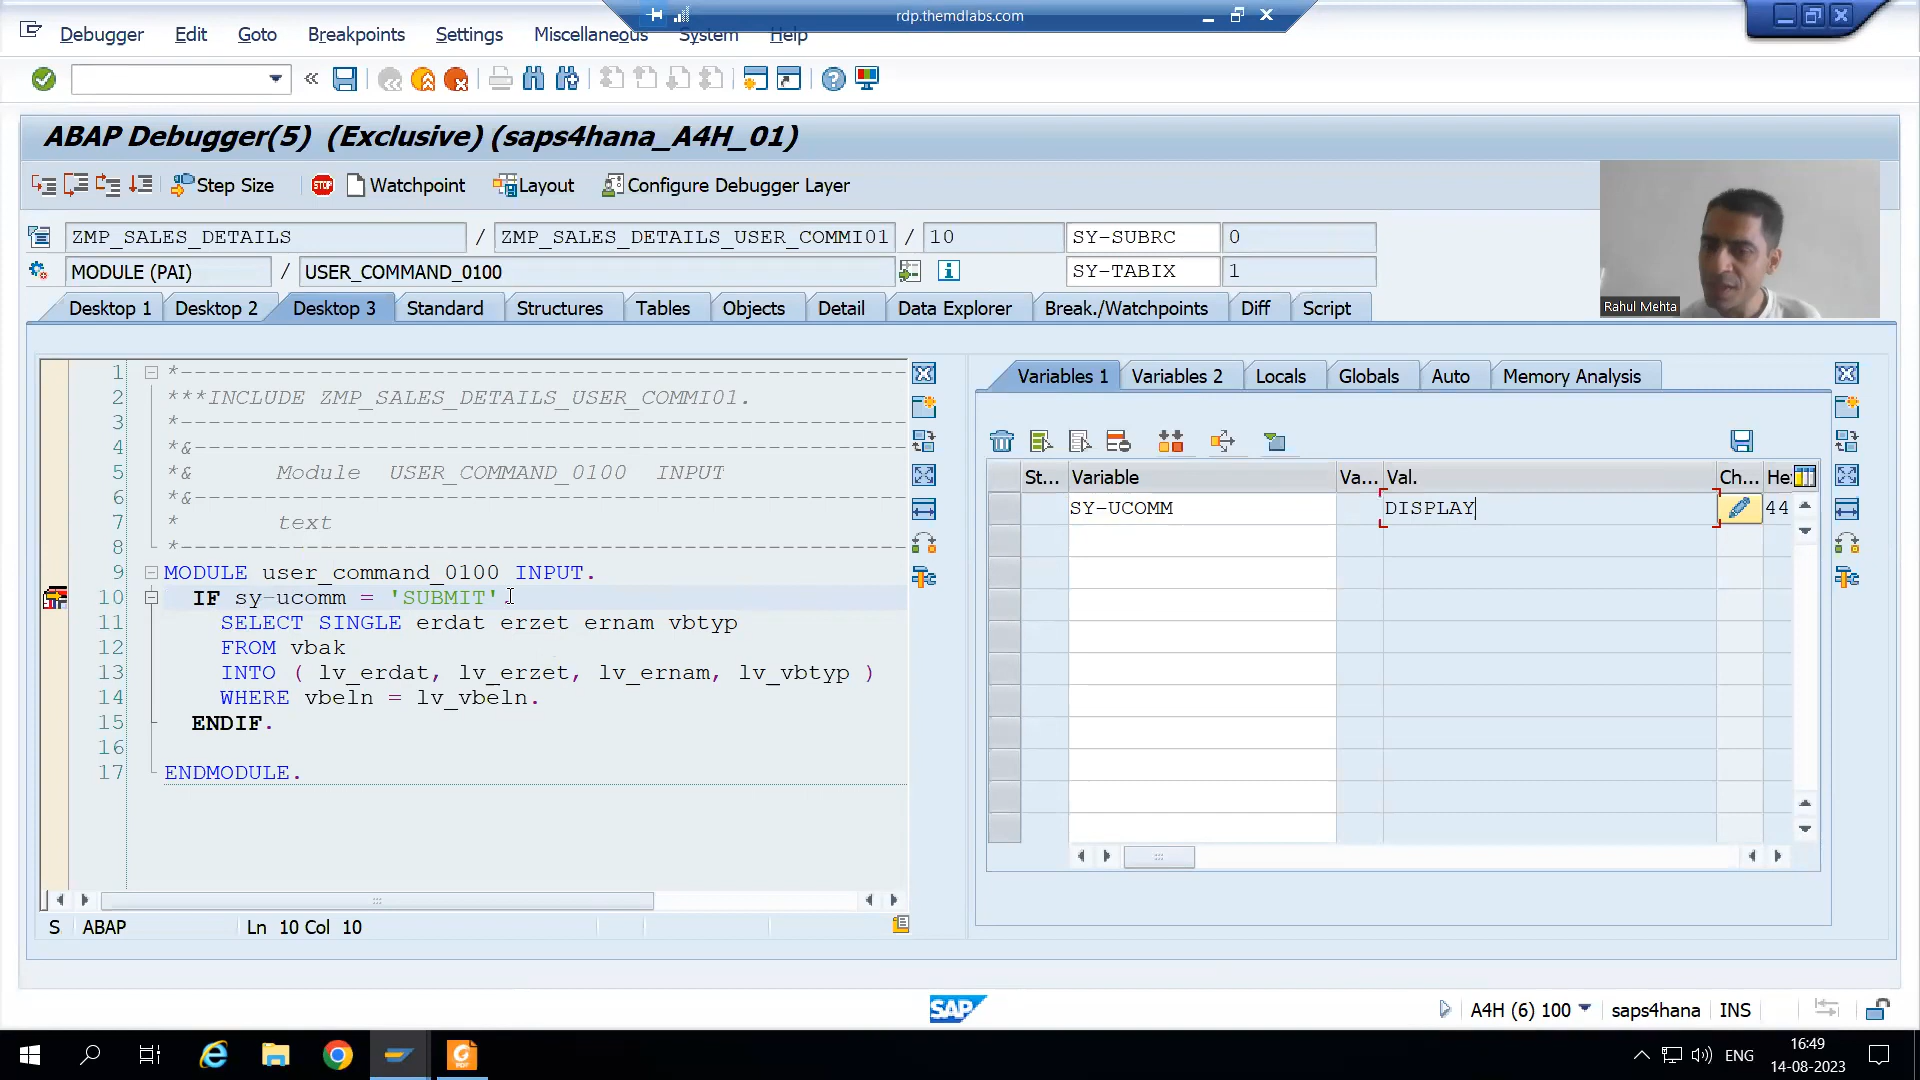 rdp.themdlabs.com
Debugger Edit Goto Breakpoints Settings Miscellaneous System Help
ABAP Debugger(5) (Exclusive) (saps4hana_A4H_01)
Step Size STOP Watchpoint Layout Configure Debugger Layer
ZMP_SALES_DETAILS / ZMP_SALES_DETAILS_USER_COMMI01 / 10 SY-SUBRC 0
MODULE (PAI) / USER_COMMAND_0100 SY-TABIX 1
Rahul Mehta
Desktop 1 Desktop 2 Desktop 3 Standard Structures Tables Objects Detail Data Explorer Break./Watchpoints Diff Script
1 *----------------------------------------------------
2 ***INCLUDE ZMP_SALES_DETAILS_USER_COMMI01.
3 *----------------------------------------------------
4 *&---------------------------------------------------
5 *& Module USER_COMMAND_0100 INPUT
6 *&---------------------------------------------------
7 * text
8 *----------------------------------------------------
9 MODULE user_command_0100 INPUT.
10 IF sy-ucomm = 'SUBMIT'.
11 SELECT SINGLE erdat erzet ernam vbtyp
12 FROM vbak
13 INTO ( lv_erdat, lv_erzet, lv_ernam, lv_vbtyp )
14 WHERE vbeln = lv_vbeln.
15 ENDIF.
16
17 ENDMODULE.
S ABAP Ln 10 Col 10
Variables 1 Variables 2 Locals Globals Auto Memory Analysis
St... Variable Va... Val. Ch... He
SY-UCOMM DISPLAY 44
SAP
A4H (6) 100 saps4hana INS
ENG
16:49
14-08-2023